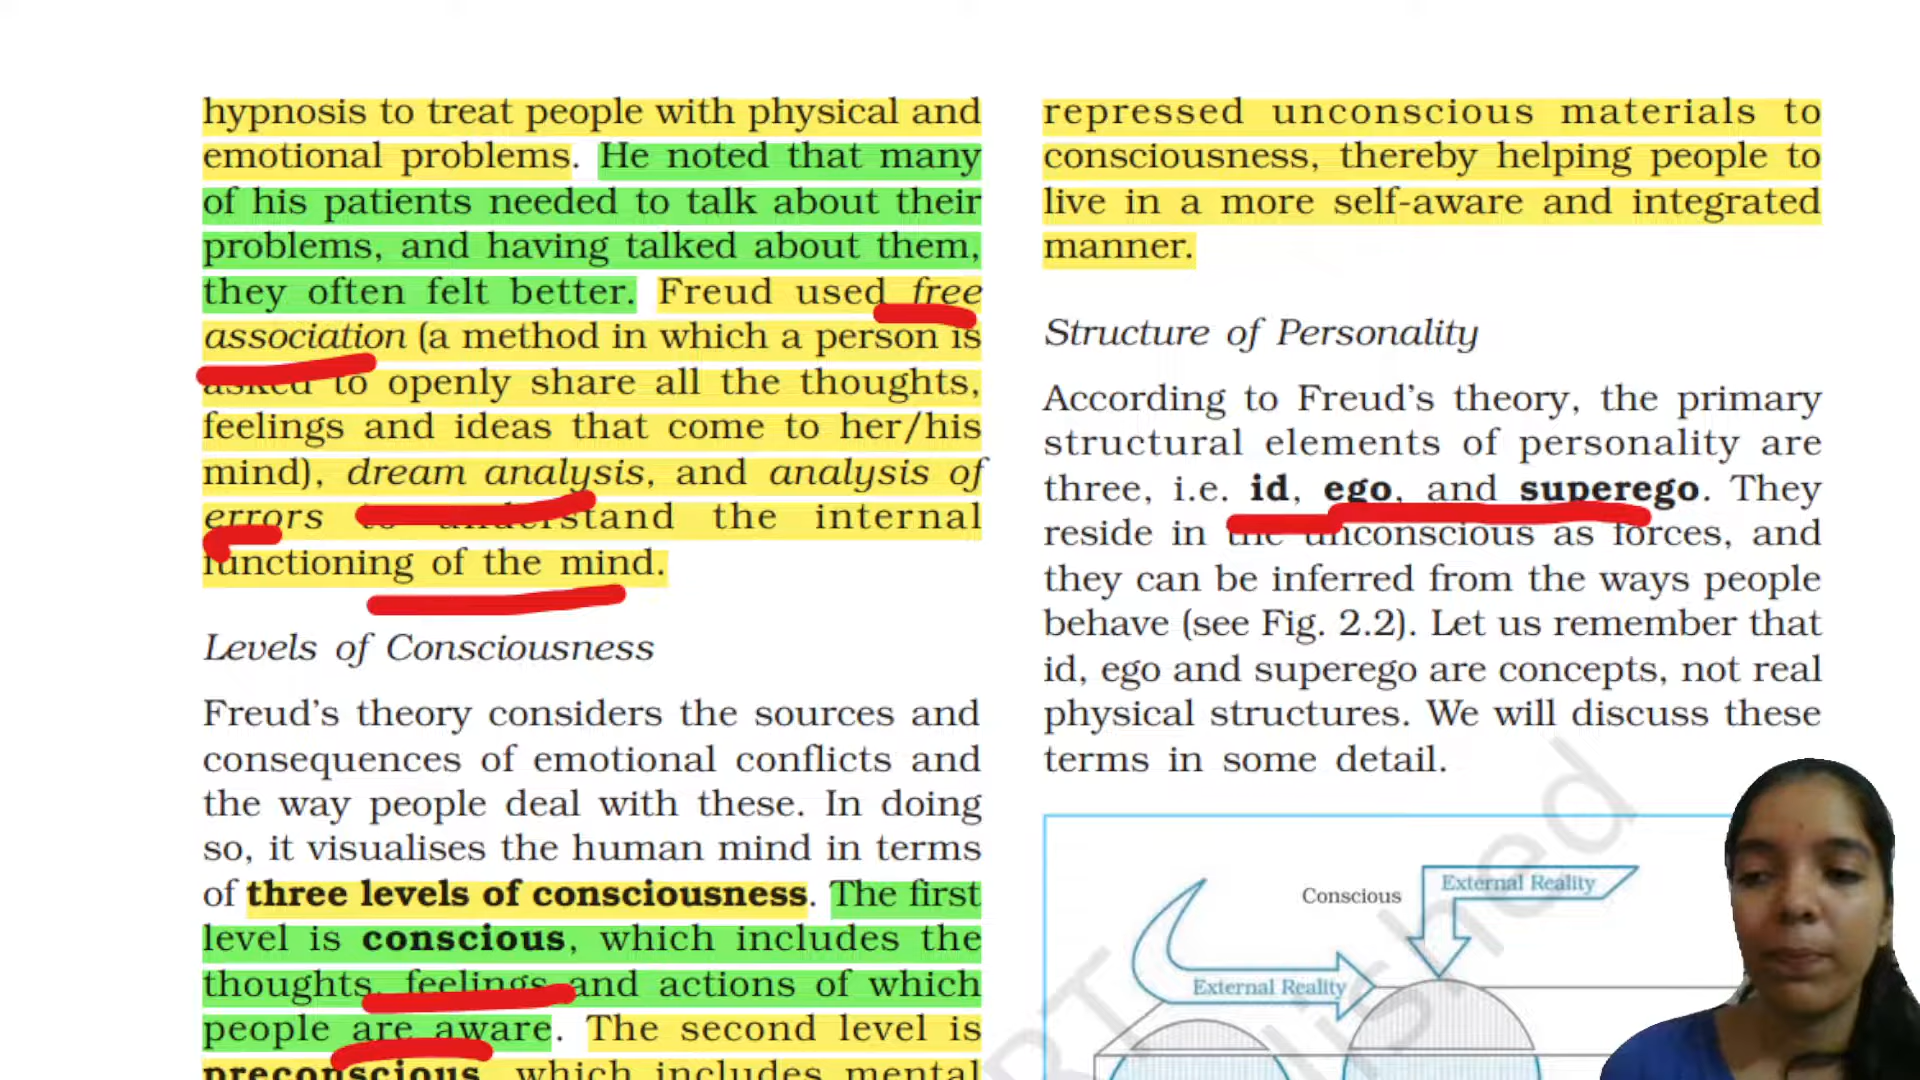 hypnosis to treat people with physical and
emotional problems. He noted that many
of his patients needed to talk about their
problems, and having talked about them,
they often felt better. Freud used free
association (a method in which a person is
asked to openly share all the thoughts,
feelings and ideas that come to her/his
mind), dream analysis, and analysis of
errors to understand the internal
functioning of the mind.
Levels of Consciousness
Freud's theory considers the sources and
consequences of emotional conflicts and
the way people deal with these. In doing
so, it visualises the human mind in terms
of three levels of consciousness. The first
level is conscious, which includes the
thoughts, feelings and actions of which
people are aware. The second level is
preconscious, which includes mental
repressed unconscious materials to
consciousness, thereby helping people to
live in a more self-aware and integrated
manner.
Structure of Personality
According to Freud's theory, the primary
structural elements of personality are
three, i.e. id, ego, and superego. They
reside in the unconscious as forces, and
they can be inferred from the ways people
behave (see Fig. 2.2). Let us remember that
id, ego and superego are concepts, not real
physical structures. We will discuss these
terms in some detail.
Conscious
External Reality
External Reality